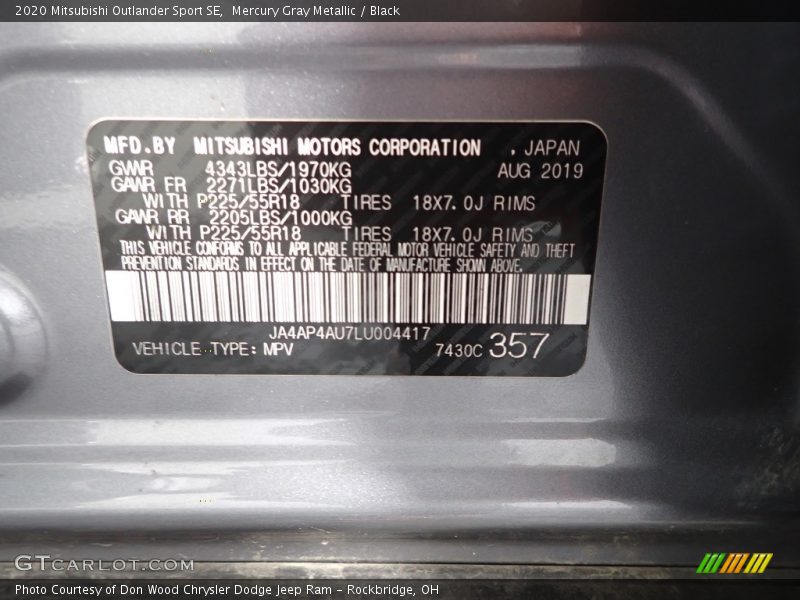 2020 Mitsubishi Outlander Sport SE,  Mercury Gray Metallic / Black
MFD.BY  MITSUBISHI MOTORS CORPORATION  , JAPAN
GVWR  4343LBS/1970KG  AUG 2019
GAWR FR  2271LBS/1030KG
WITH P225/55R18  TIRES  18X7.0J RIMS
GAWR RR  2205LBS/1000KG
WITH P225/55R18  TIRES  18X7.0J RIMS
THIS VEHICLE CONFORMS TO ALL APPLICABLE FEDERAL MOTOR VEHICLE SAFETY AND THEFT
PREVENTION STANDARDS IN EFFECT ON THE DATE OF MANUFACTURE SHOWN ABOVE.
JA4AP4AU7LU004417
VEHICLE TYPE: MPV  7430C 357
GTCARLOT.COM
Photo Courtesy of Don Wood Chrysler Dodge Jeep Ram - Rockbridge, OH